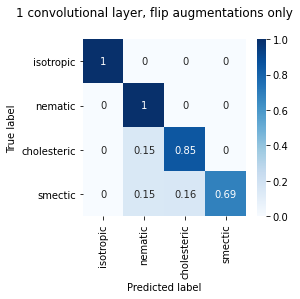 1 convolutional layer, flip augmentations only
True label
isotropic 1 0 0 0
nematic 0 1 0 0
cholesteric 0 0.15 0.85 0
smectic 0 0.15 0.16 0.69
isotropic nematic cholesteric smectic
Predicted label
1.0
0.8
0.6
0.4
0.2
0.0